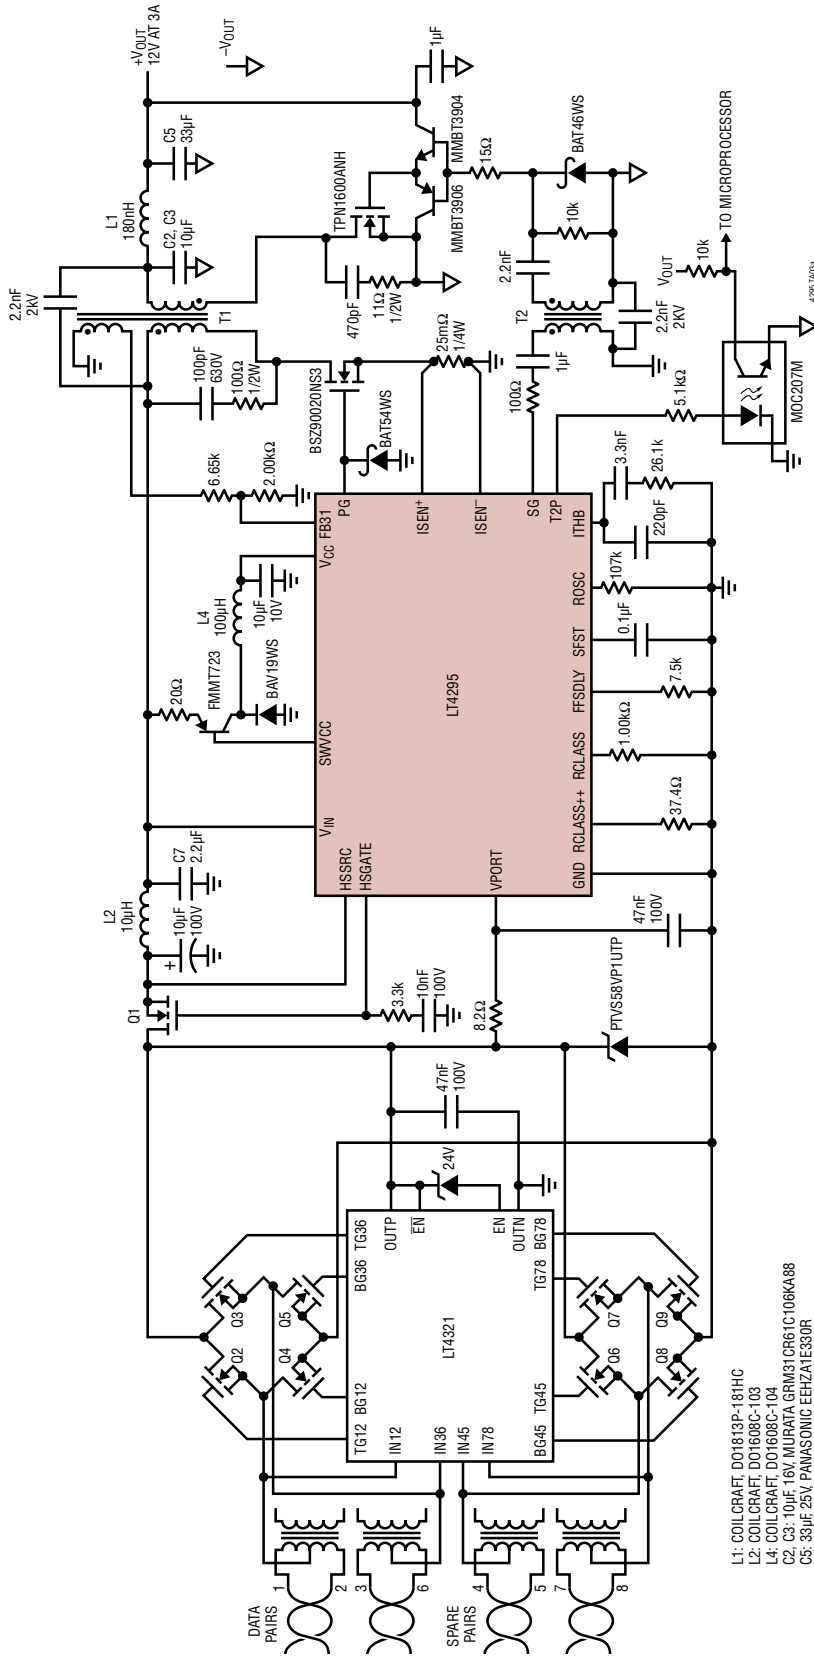 DATA
PAIRS
1
2
3
6
SPARE
PAIRS
4
5
7
8
Q2
Q3
Q4
Q5
TG12
BG12
BG36
TG36
IN12
IN36
IN45
IN78
LT4321
OUTP
EN
EN
OUTN
BG45
TG45
TG78
BG78
Q6
Q7
Q8
Q9
24V
47nF
100V
PTVS58VP1UTP
Q1
3.3k
10nF
100V
8.2Ω
47nF
100V
L2
10µH
+
10µF
100V
C7
2.2µF
HSSRC
HSGATE
VPORT
VIN
SWVCC
VCC
FB31
LT4295
PG
ISEN+
ISEN–
SG
T2P
GND
RCLASS++
RCLASS
FFSDLY
SFST
ROSC
ITHB
37.4Ω
1.00kΩ
7.5k
0.1µF
107k
220pF
3.3nF
26.1k
20Ω
FMMT723
BAV19WS
L4
100µH
10µF
10V
6.65k
2.00kΩ
BAT54WS
BSZ90020NS3
100pF
630V
100Ω
1/2W
25mΩ
1/4W
2.2nF
2kV
T1
100Ω
1µF
T2
2.2nF
2.2nF
2KV
10k
BAT46WS
15Ω
470pF
11Ω
1/2W
TPN1600ANH
MMBT3906
MMBT3904
L1
180nH
C2, C3
10µF
C5
33µF
1µF
+VOUT
12V AT 3A
–VOUT
5.1kΩ
MOC207M
VOUT
10k
TO MICROPROCESSOR
4295 TA03a
L1: COILCRAFT, DO1813P-181HC
L2: COILCRAFT, DO1608C-103
L4: COILCRAFT, DO1608C-104
C2, C3: 10µF, 16V, MURATA GRM31CR61C106KA88
C5: 33µF, 25V, PANASONIC EEHZA1E330R